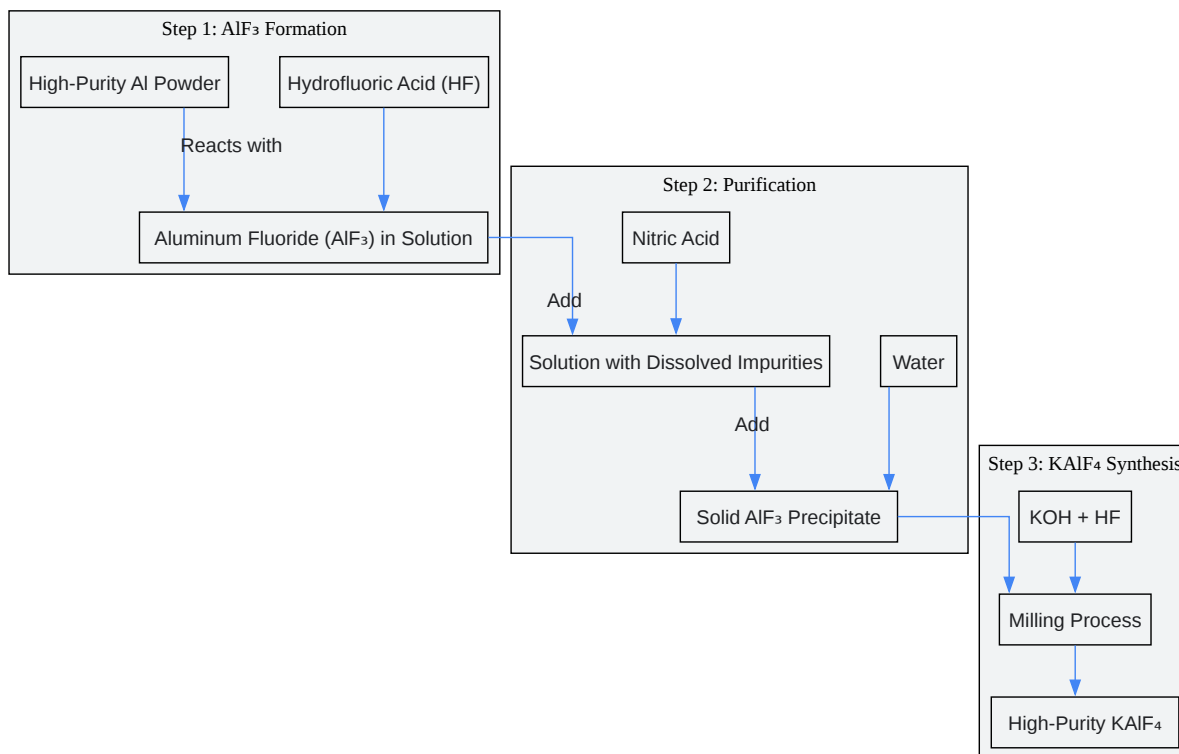 Step 1: AlF₃ Formation
High-Purity Al Powder
Hydrofluoric Acid (HF)
Reacts with
Aluminum Fluoride (AlF₃) in Solution
Step 2: Purification
Nitric Acid
Add
Solution with Dissolved Impurities
Water
Add
Solid AlF₃ Precipitate
Step 3: KAlF₄ Synthesis
KOH + HF
Milling Process
High-Purity KAlF₄